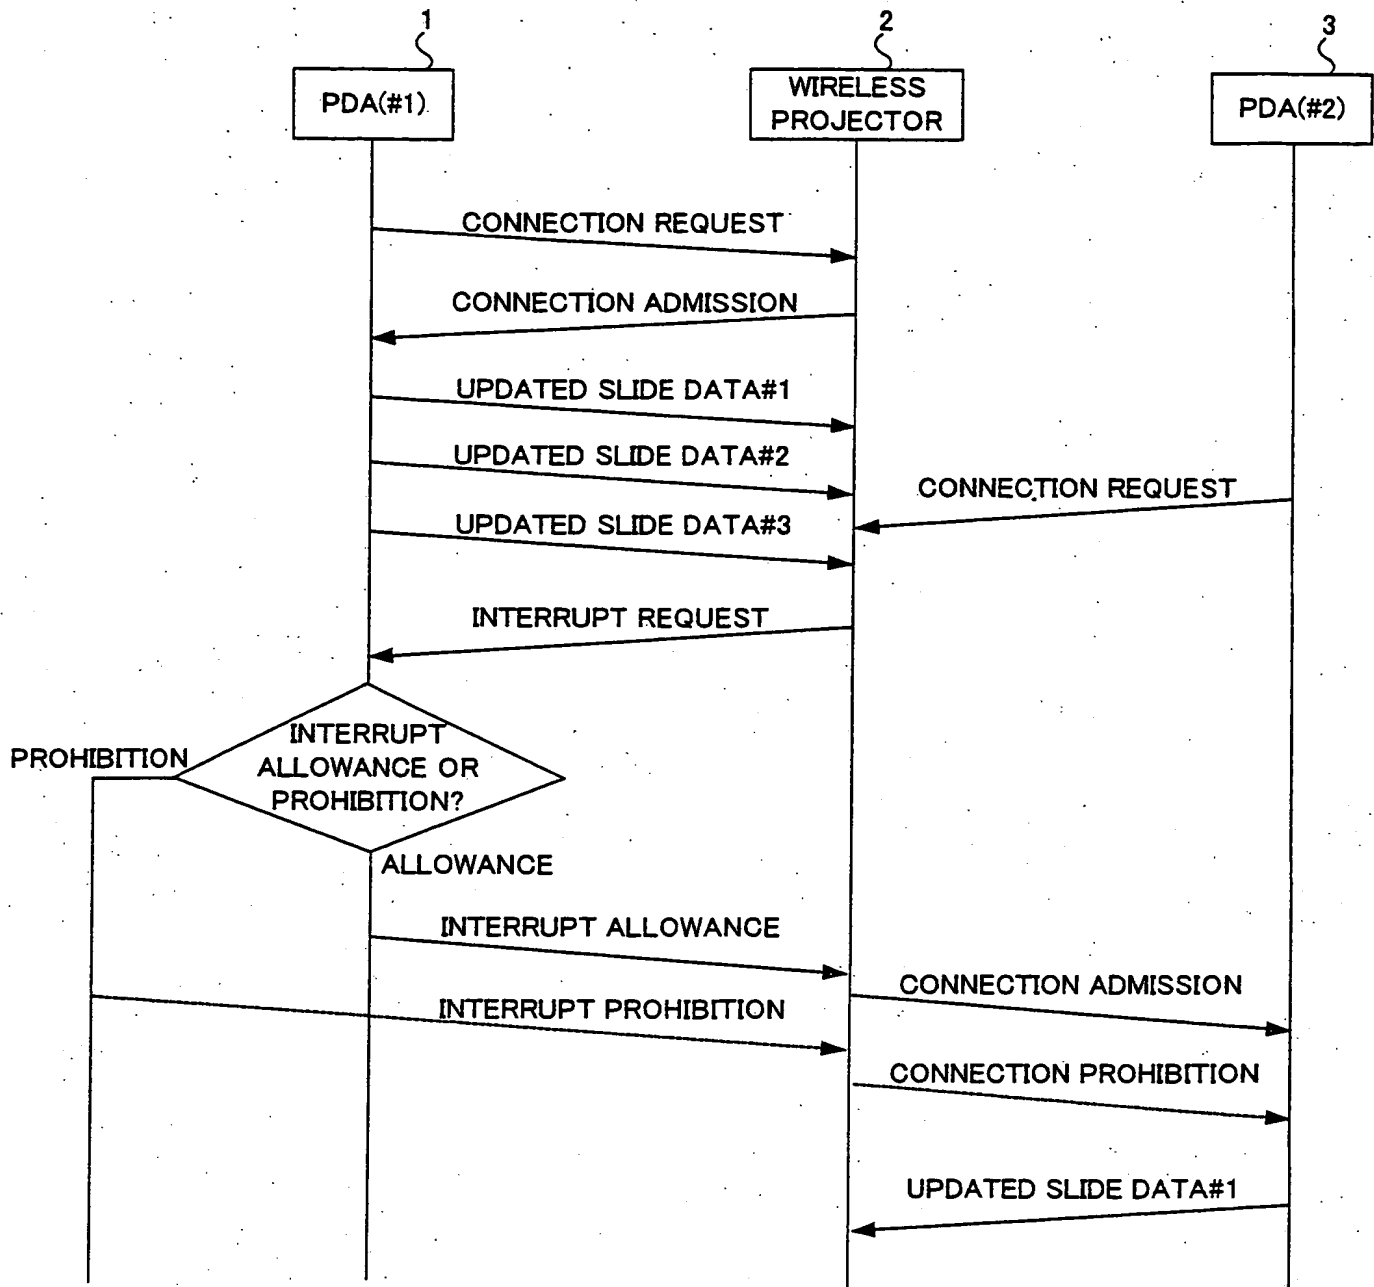 1
2
3
PDA(#1)
WIRELESS
PROJECTOR
PDA(#2)
CONNECTION REQUEST
CONNECTION ADMISSION
UPDATED SLIDE DATA#1
UPDATED SLIDE DATA#2
CONNECTION REQUEST
UPDATED SLIDE DATA#3
INTERRUPT REQUEST
INTERRUPT
ALLOWANCE OR
PROHIBITION?
PROHIBITION
ALLOWANCE
INTERRUPT ALLOWANCE
CONNECTION ADMISSION
INTERRUPT PROHIBITION
CONNECTION PROHIBITION
UPDATED SLIDE DATA#1